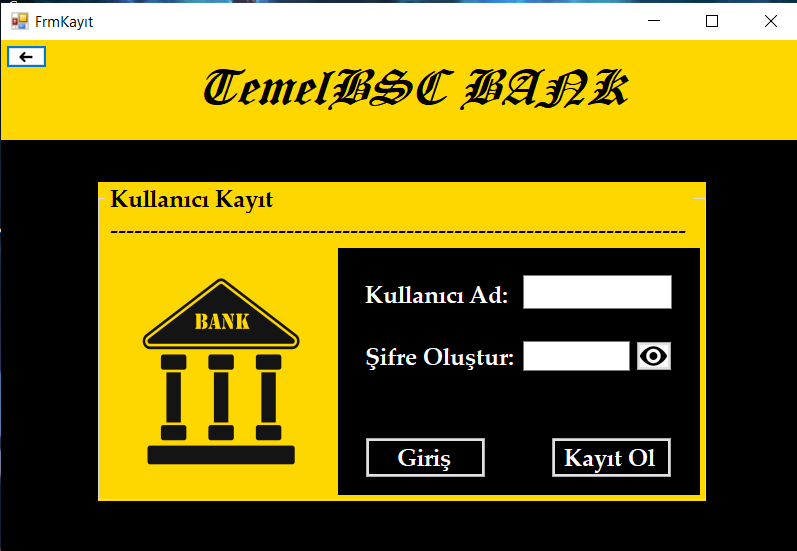 FrmKayıt
TemelBSC BANK
Kullanıcı Kayıt
------------------------------------------------------------------------
BANK
Kullanıcı Ad:
Şifre Oluştur:
Giriş
Kayıt Ol